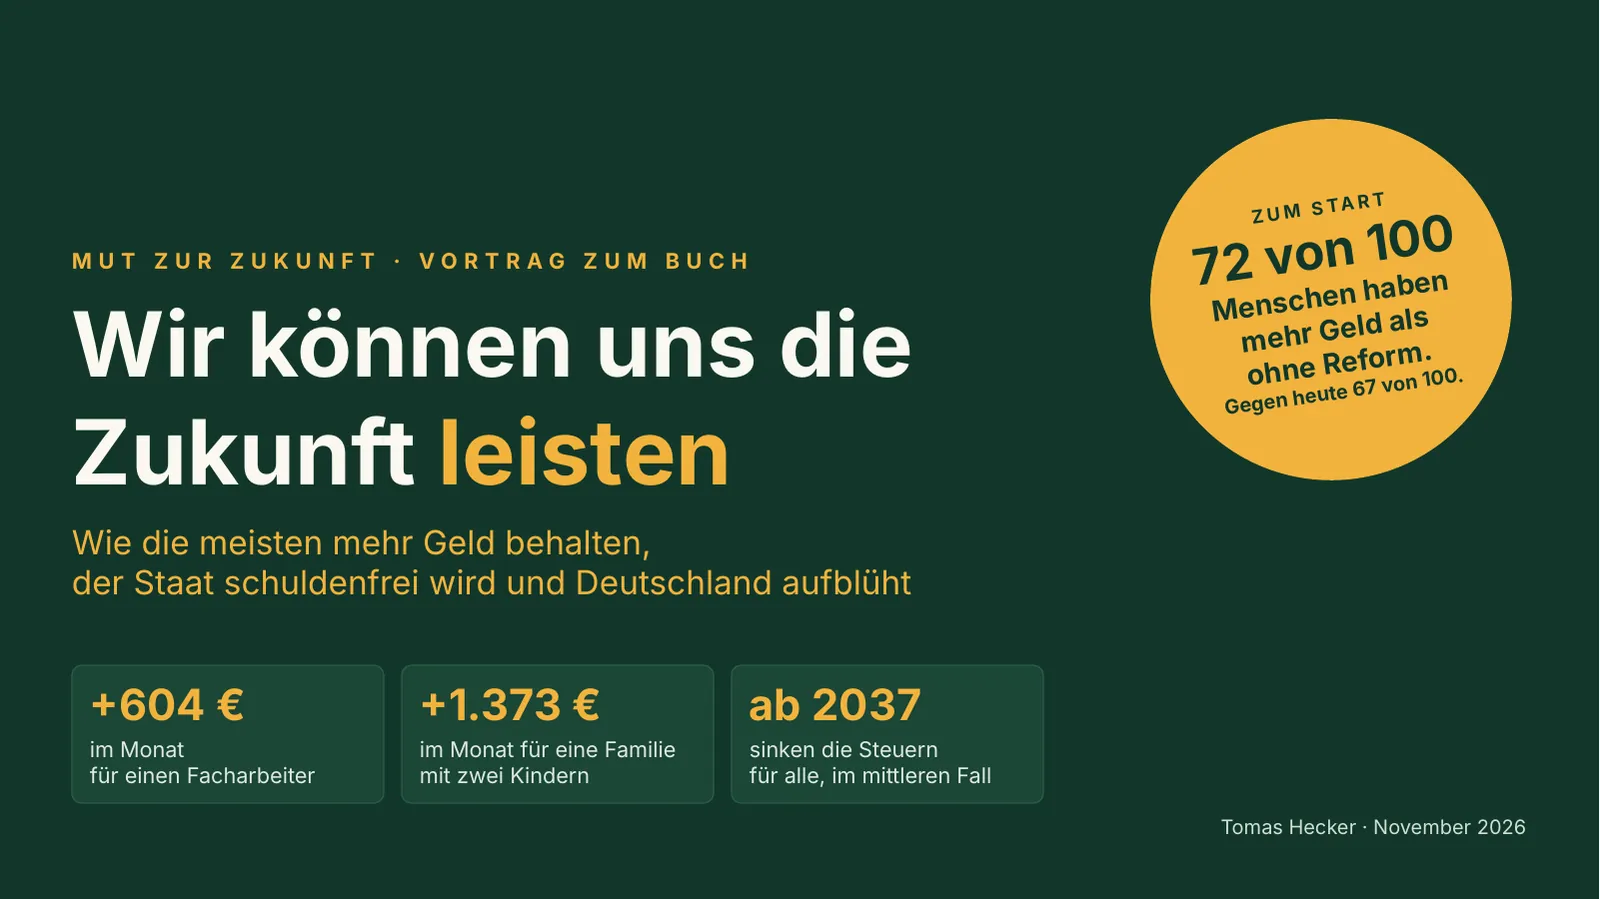 MUT ZUR ZUKUNFT · VORTRAG ZUM BUCH
Wir können uns die
Zukunft leisten
Wie die meisten mehr Geld behalten,
der Staat schuldenfrei wird und Deutschland aufblüht
ZUM START
72 von 100
Menschen haben
mehr Geld als
ohne Reform.
Gegen heute 67 von 100.
+604 €
im Monat
für einen Facharbeiter
+1.373 €
im Monat für eine Familie
mit zwei Kindern
ab 2037
sinken die Steuern
für alle, im mittleren Fall
Tomas Hecker · November 2026